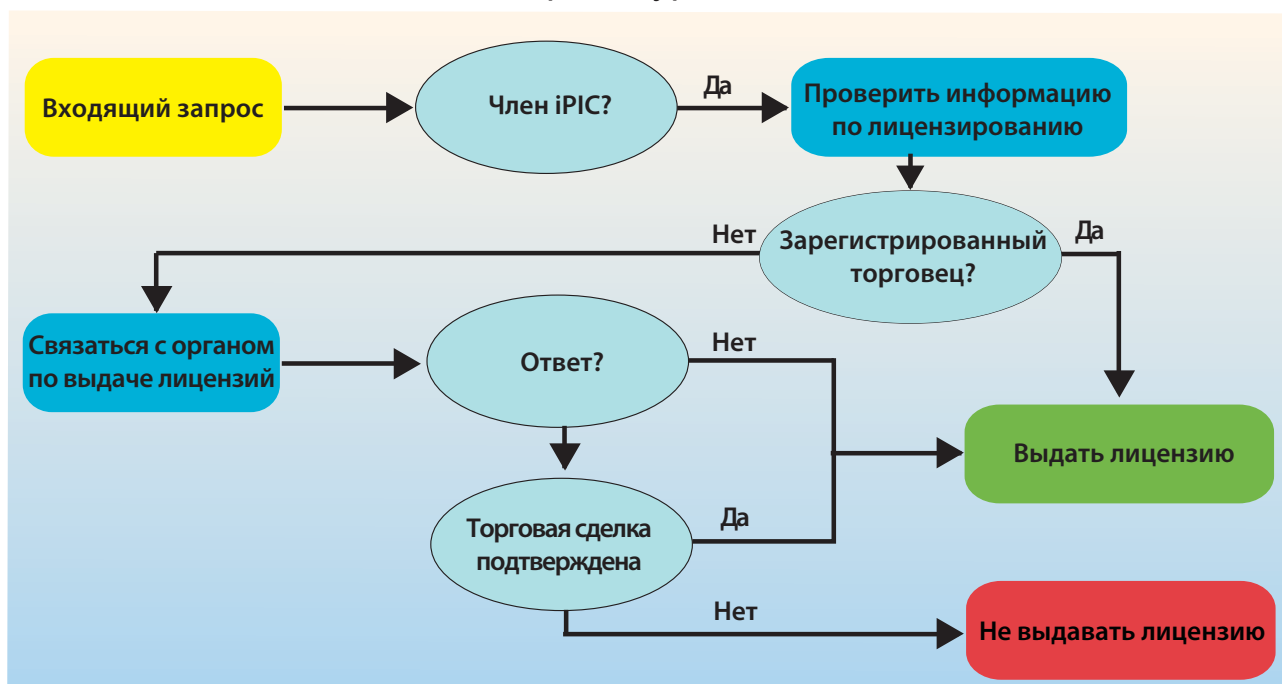 Входящий запрос
Член iPIC?
Да
Проверить информацию
по лицензированию
Нет
Зарегистрированный
торговец?
Да
Связаться с органом
по выдаче лицензий
Ответ?
Нет
Выдать лицензию
Торговая сделка
подтверждена
Да
Нет
Не выдавать лицензию